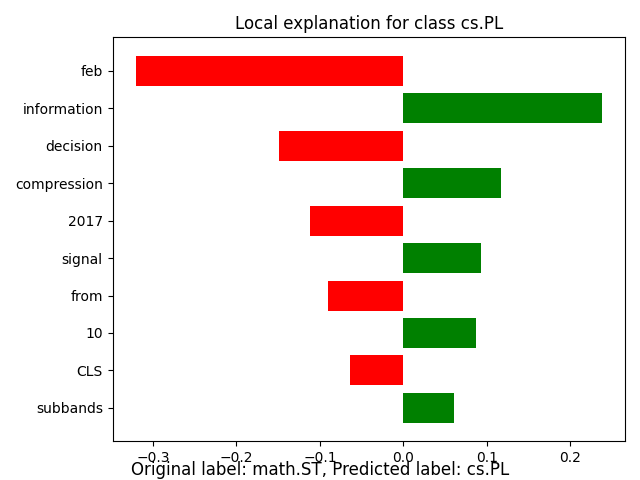 Local explanation for class cs.PL
feb
information
decision
compression
2017
signal
from
10
CLS
subbands
−0.3 −0.2 −0.1 0.0 0.1 0.2
Original label: math.ST, Predicted label: cs.PL